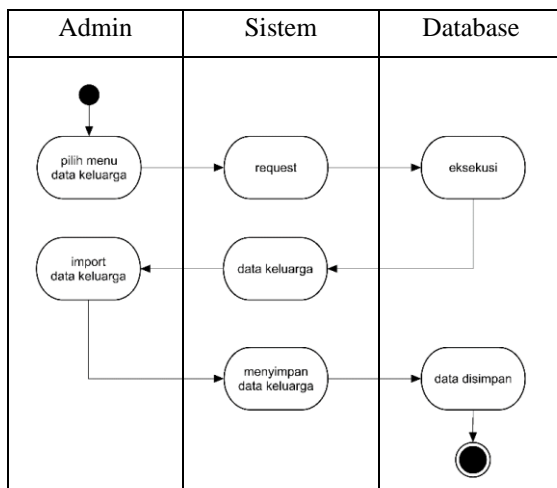 Admin
Sistem
Database
pilih menu
data keluarga
request
eksekusi
import
data keluarga
data keluarga
menyimpan
data keluarga
data disimpan